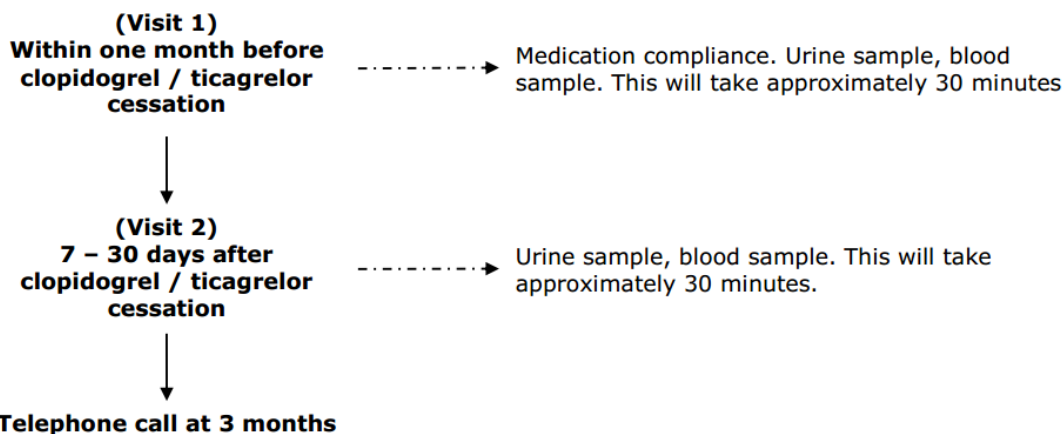 (Visit 1)
Within one month before
clopidogrel / ticagrelor
cessation
Medication compliance. Urine sample, blood
sample. This will take approximately 30 minutes
(Visit 2)
7 – 30 days after
clopidogrel / ticagrelor
cessation
Urine sample, blood sample. This will take
approximately 30 minutes.
Telephone call at 3 months